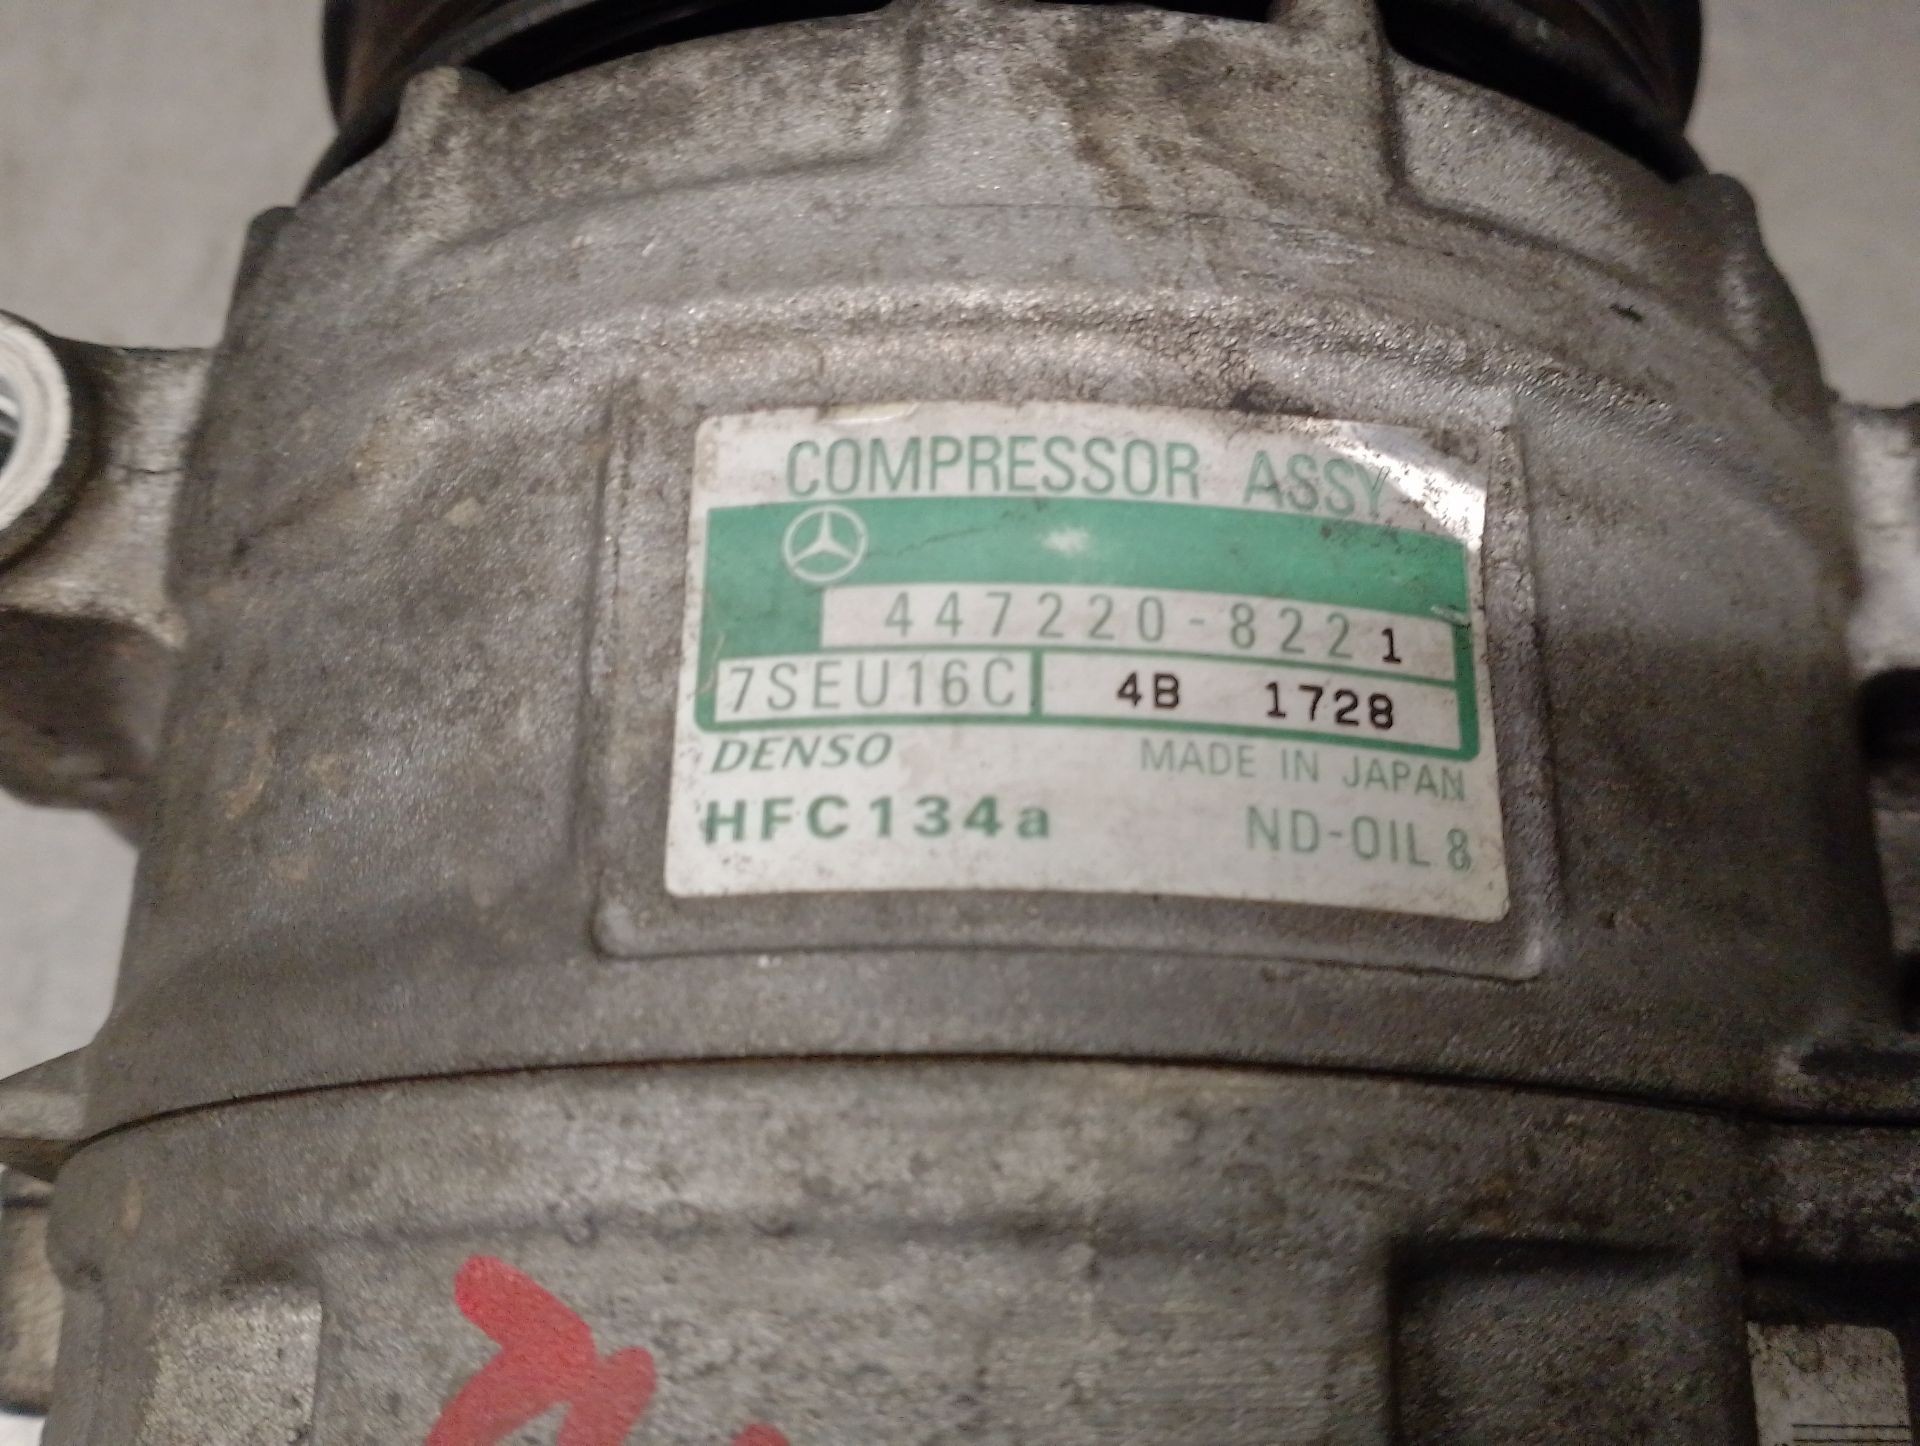 COMPRESSOR ASSY
447220-8221
7SEU16C 4B 1728
DENSO MADE IN JAPAN
HFC134a ND-OIL 8